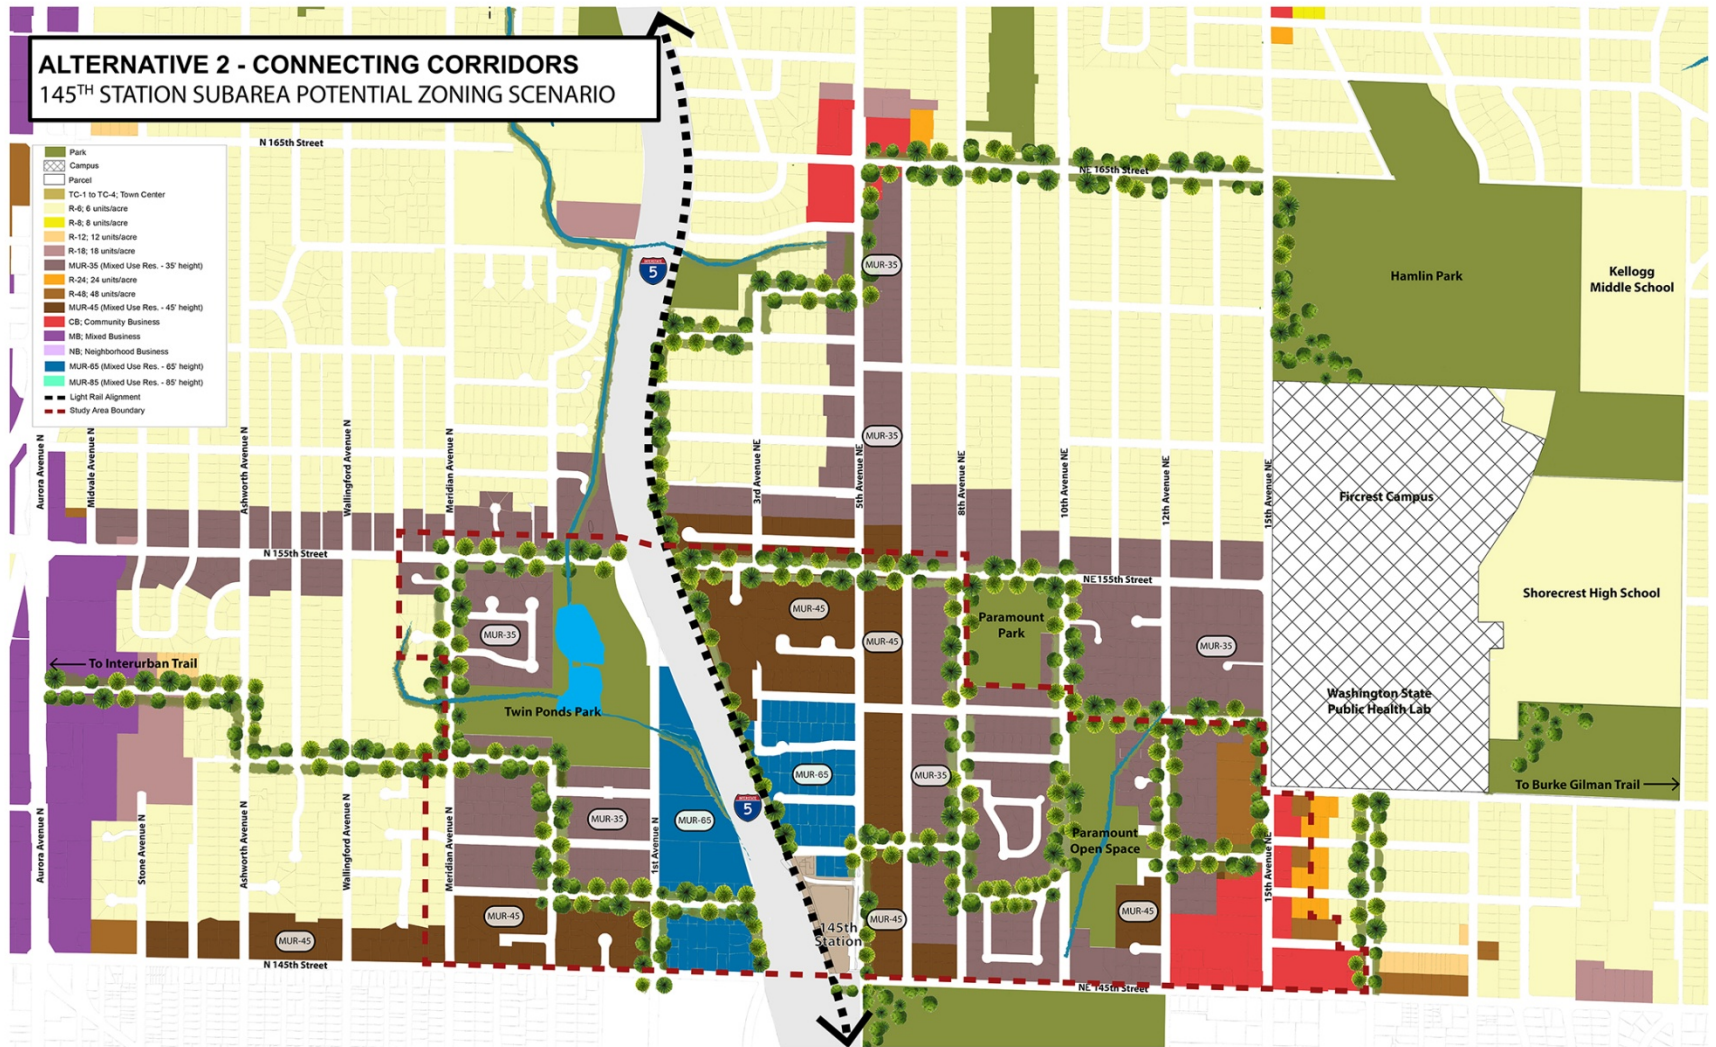 ALTERNATIVE 2 - CONNECTING CORRIDORS
145TH STATION SUBAREA POTENTIAL ZONING SCENARIO
Park
Campus
Parcel
TC-1 to TC-4; Town Center
R-6; 6 units/acre
R-8; 8 units/acre
R-12; 12 units/acre
R-18; 18 units/acre
MUR-35 (Mixed Use Res. - 35' height)
R-24; 24 units/acre
R-48; 48 units/acre
MUR-45 (Mixed Use Res. - 45' height)
CB; Community Business
MB; Mixed Business
NB; Neighborhood Business
MUR-65 (Mixed Use Res. - 65' height)
MUR-85 (Mixed Use Res. - 85' height)
Light Rail Alignment
Study Area Boundary
N 165th Street
NE 165th Street
5
MUR-35
Hamlin Park
Kellogg
Middle School
MUR-35
Aurora Avenue N
Midvale Avenue N
Ashworth Avenue N
Wallingford Avenue N
Meridian Avenue N
3rd Avenue NE
5th Avenue NE
8th Avenue NE
10th Avenue NE
12th Avenue NE
15th Avenue NE
Fircrest Campus
N 155th Street
NE 155th Street
Shorecrest High School
MUR-35
MUR-45
MUR-45
Paramount
Park
MUR-35
To Interurban Trail
Twin Ponds Park
Washington State
Public Health Lab
MUR-65
MUR-35
To Burke Gilman Trail
5
MUR-35
MUR-65
Paramount
Open Space
Aurora Avenue N
Stone Avenue N
Ashworth Avenue N
Wallingford Avenue N
Meridian Avenue N
1st Avenue N
15th Avenue NE
MUR-45
MUR-45
MUR-45
MUR-45
145th
Station
N 145th Street
NE 145th Street